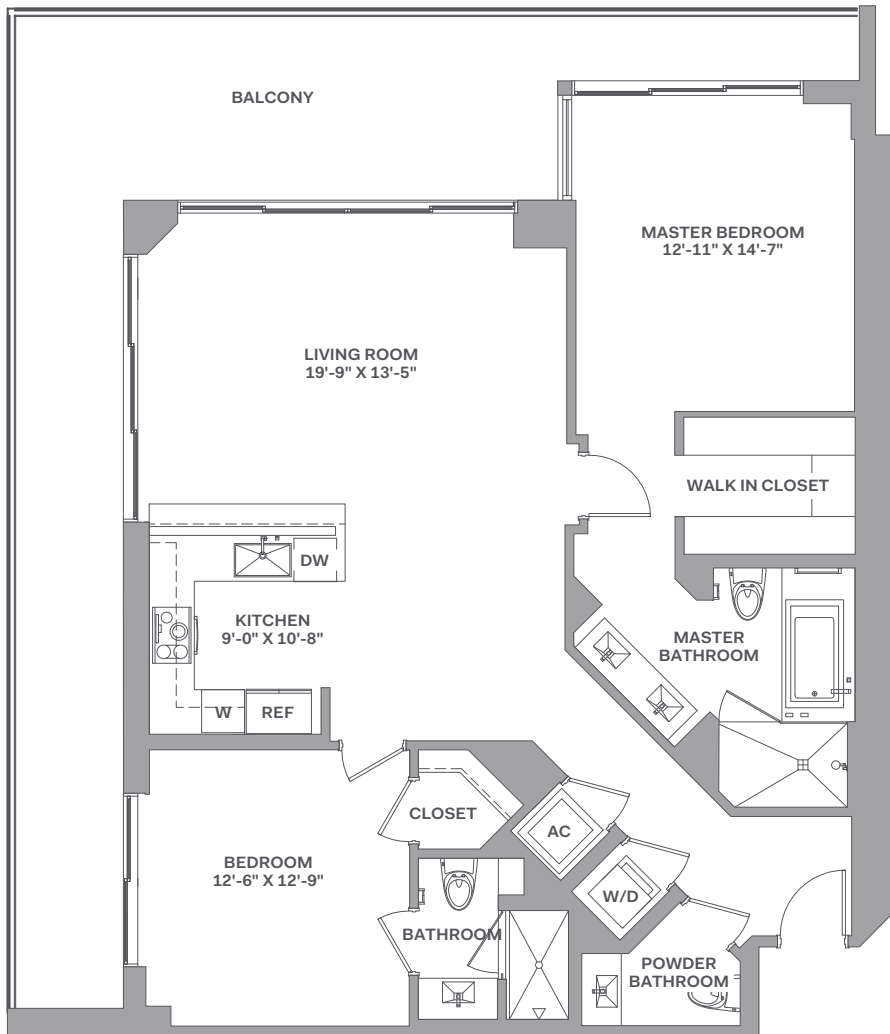 BALCONY
MASTER BEDROOM
12'-11" X 14'-7"
LIVING ROOM
19'-9" X 13'-5"
WALK IN CLOSET
DW
KITCHEN
9'-0" X 10'-8"
MASTER
BATHROOM
W
REF
CLOSET
AC
BEDROOM
12'-6" X 12'-9"
W/D
BATHROOM
POWDER
BATHROOM